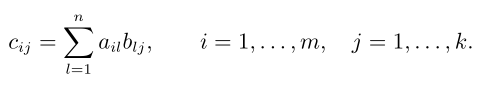 c_{ij} = \sum_{l=1}^{n} a_{il} b_{lj}, \qquad i = 1, \ldots, m, \quad j = 1, \ldots, k.